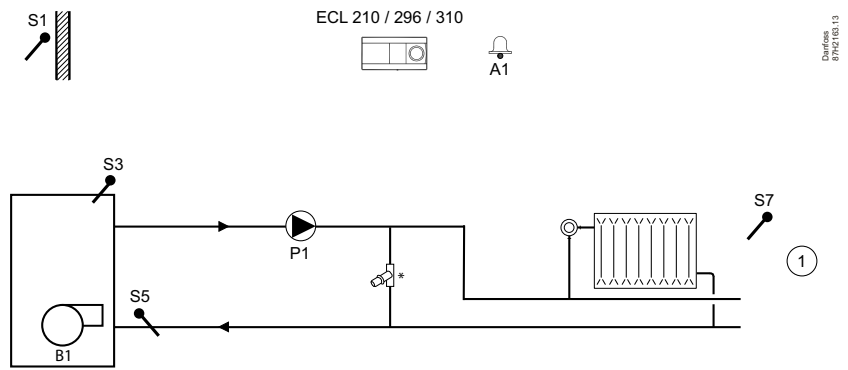 S1
ECL 210 / 296 / 310
A1
Danfoss
87H2163.13
S3
S7
P1
1
*
S5
B1